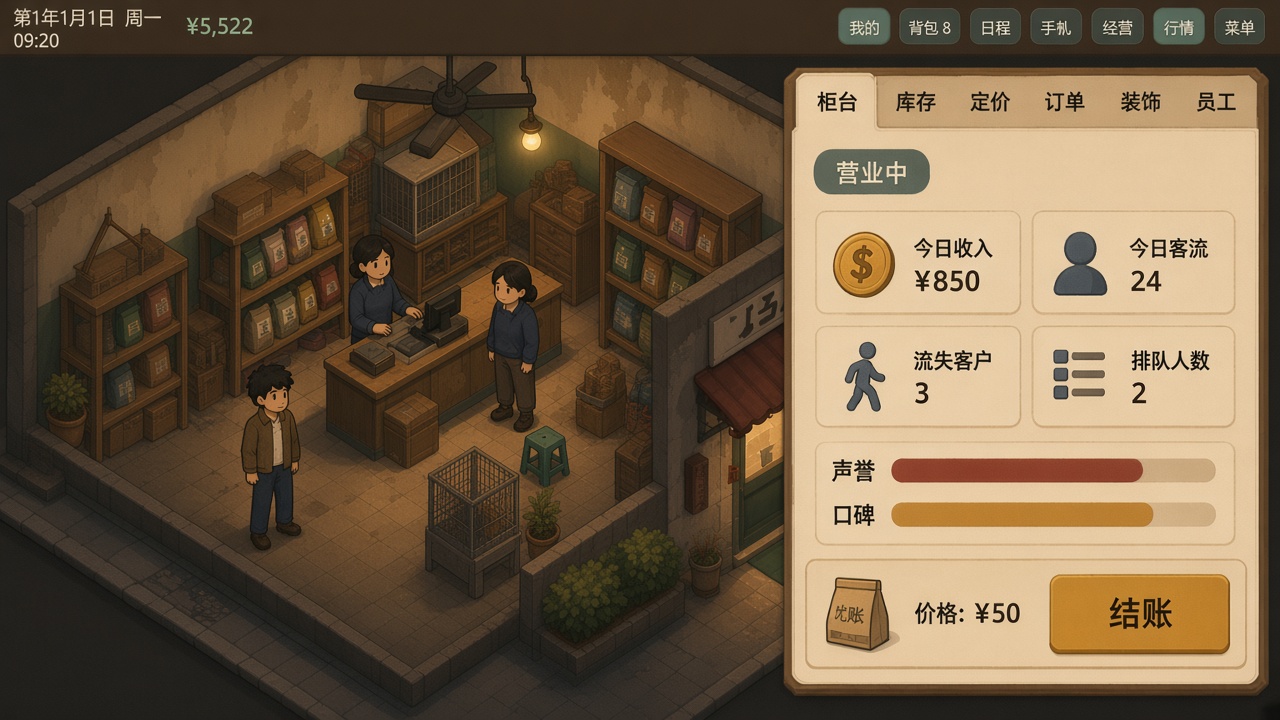 第1年1月1日 周一
09:20
¥5,522
我的
背包 8
日程
手札
经营
行情
菜单
柜台
库存
定价
订单
装饰
员工
营业中
今日收入
¥850
今日客流
24
流失客户
3
排队人数
2
声誉
口碑
价格: ¥50
结账